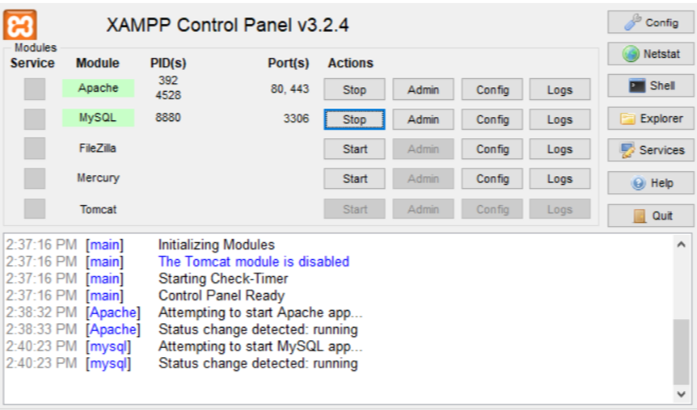 XAMPP Control Panel v3.2.4
Config
Modules
Service Module PID(s) Port(s) Actions
Netstat
Apache 392 4528 80, 443 Stop Admin Config Logs
Shell
MySQL 8880 3306 Stop Admin Config Logs
Explorer
FileZilla Start Admin Config Logs
Services
Mercury Start Admin Config Logs
Help
Tomcat Start Admin Config Logs
Quit
2:37:16 PM [main] Initializing Modules
2:37:16 PM [main] The Tomcat module is disabled
2:37:16 PM [main] Starting Check-Timer
2:37:16 PM [main] Control Panel Ready
2:38:32 PM [Apache] Attempting to start Apache app...
2:38:33 PM [Apache] Status change detected: running
2:40:23 PM [mysql] Attempting to start MySQL app...
2:40:23 PM [mysql] Status change detected: running